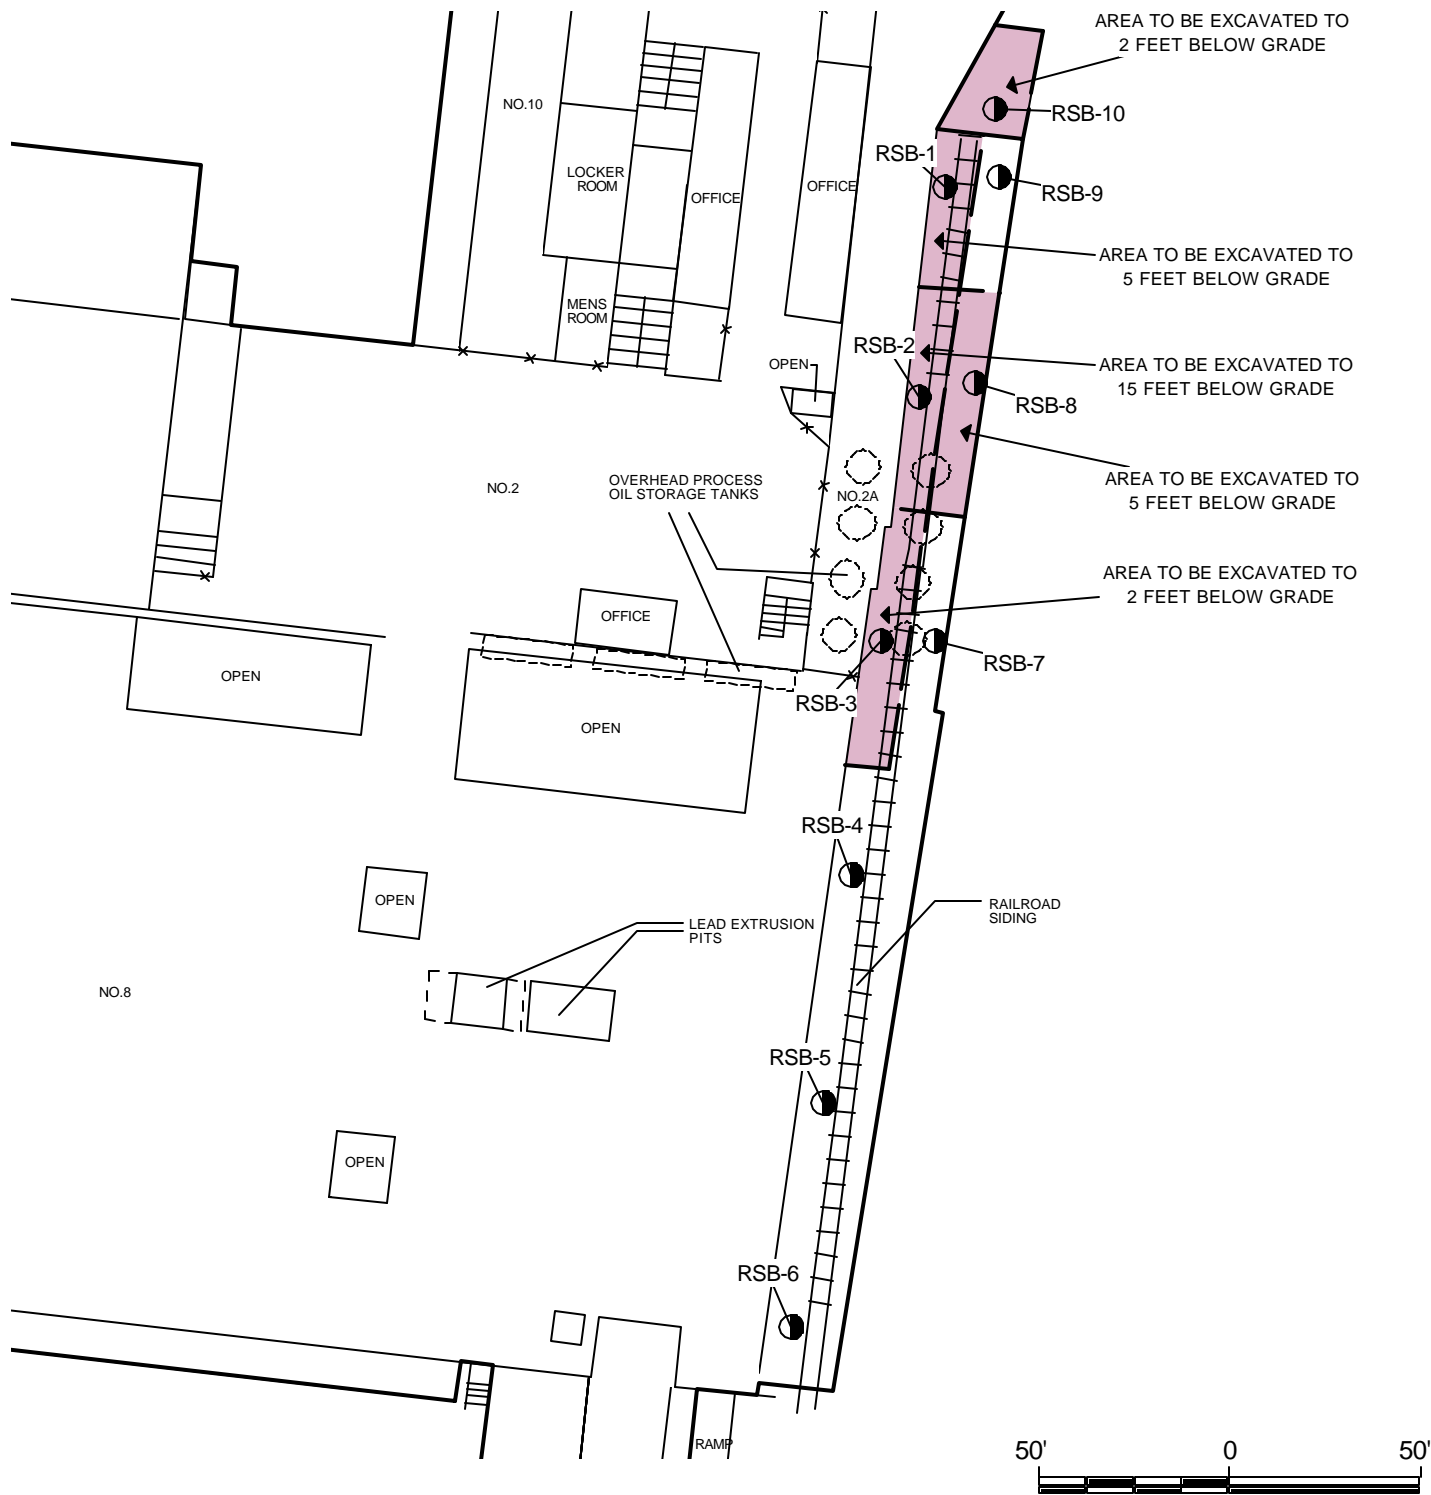 AREA TO BE EXCAVATED TO
2 FEET BELOW GRADE
NO.10
RSB-10
RSB-1
LOCKER
ROOM
OFFICE
OFFICE
RSB-9
AREA TO BE EXCAVATED TO
5 FEET BELOW GRADE
MENS
ROOM
RSB-2
OPEN
AREA TO BE EXCAVATED TO
15 FEET BELOW GRADE
RSB-8
OVERHEAD PROCESS
OIL STORAGE TANKS
NO.2
NO.2A
AREA TO BE EXCAVATED TO
5 FEET BELOW GRADE
AREA TO BE EXCAVATED TO
2 FEET BELOW GRADE
OFFICE
RSB-7
OPEN
RSB-3
OPEN
RSB-4
OPEN
RAILROAD
SIDING
LEAD EXTRUSION
PITS
NO.8
RSB-5
OPEN
RSB-6
RAMP
50' 0 50'